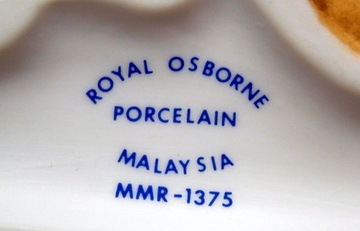 ROYAL OSBORNE
PORCELAIN
MALAYSIA
MMR-1375